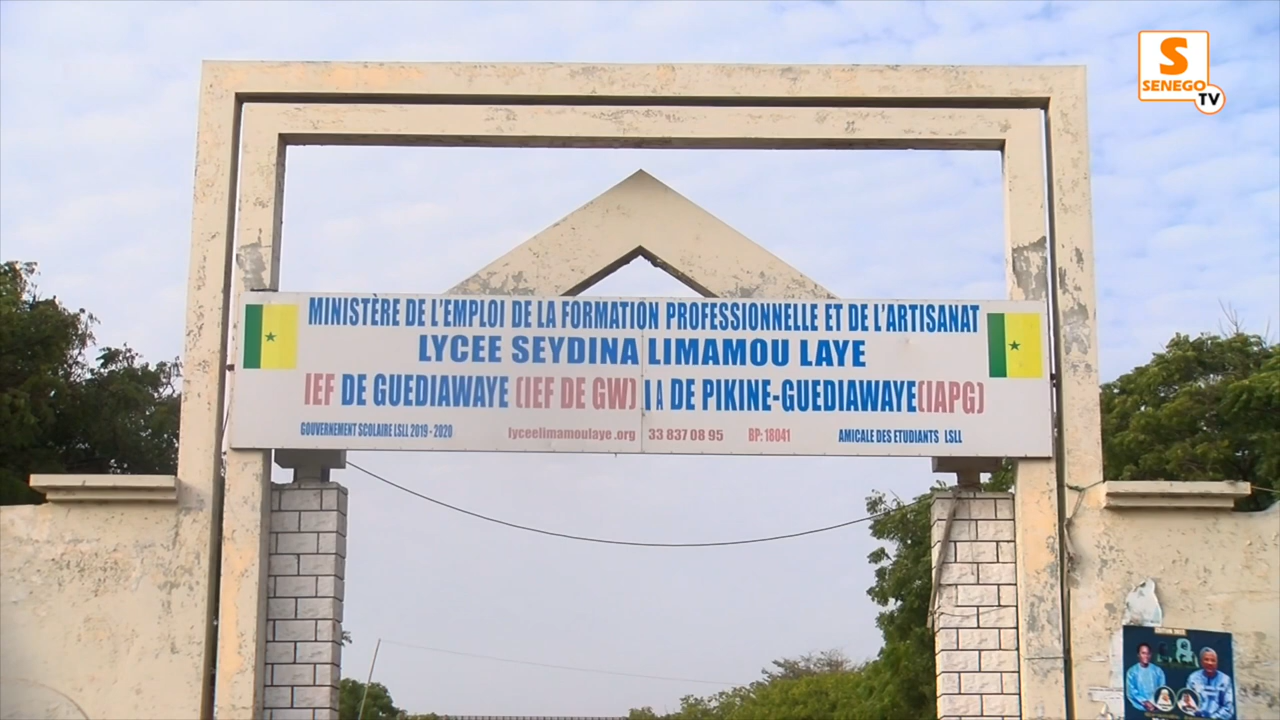 S
SENEGO
TV
MINISTÈRE DE L'EMPLOI DE LA FORMATION PROFESSIONNELLE ET DE L'ARTISANAT
LYCEE SEYDINA LIMAMOU LAYE
IEF DE GUEDIAWAYE (IEF DE GW) I A DE PIKINE-GUEDIAWAYE(IAPG)
GOUVERNEMENT SCOLAIRE LSLL 2019 - 2020 lyceelimamoulaye.org 33 837 08 95 BP: 18041 AMICALE DES ETUDIANTS LSLL